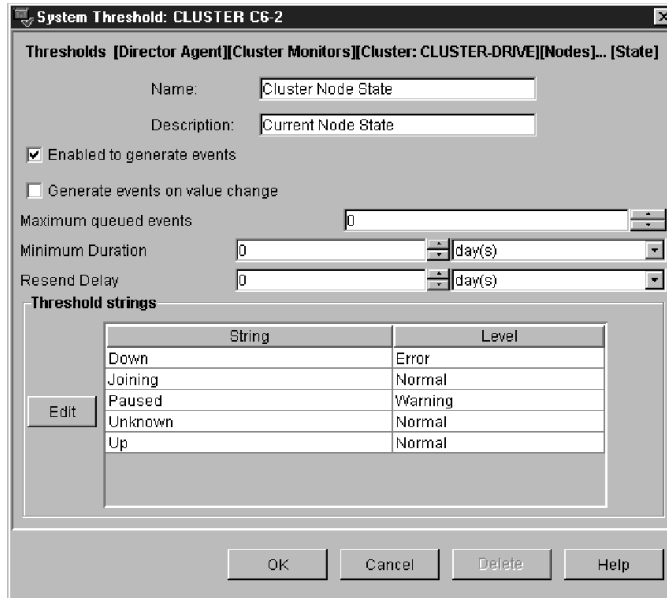 System Threshold: CLUSTER C6-2
Thresholds [Director Agent][Cluster Monitors][Cluster: CLUSTER-DRIVE][Nodes]... [State]
Name: Cluster Node State
Description: Current Node State
Enabled to generate events
Generate events on value change
Maximum queued events 0
Minimum Duration 0 day(s)
Resend Delay 0 day(s)
Threshold strings
String Level
Down Error
Joining Normal
Paused Warning
Edit
Unknown Normal
Up Normal
OK Cancel Delete Help